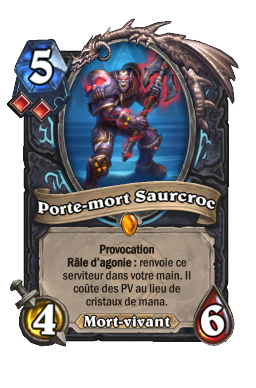 5
Porte-mort Saurcroc
Provocation
Râle d'agonie : renvoie ce
serviteur dans votre main. Il
coûte des PV au lieu de
cristaux de mana.
4
Mort-vivant
6